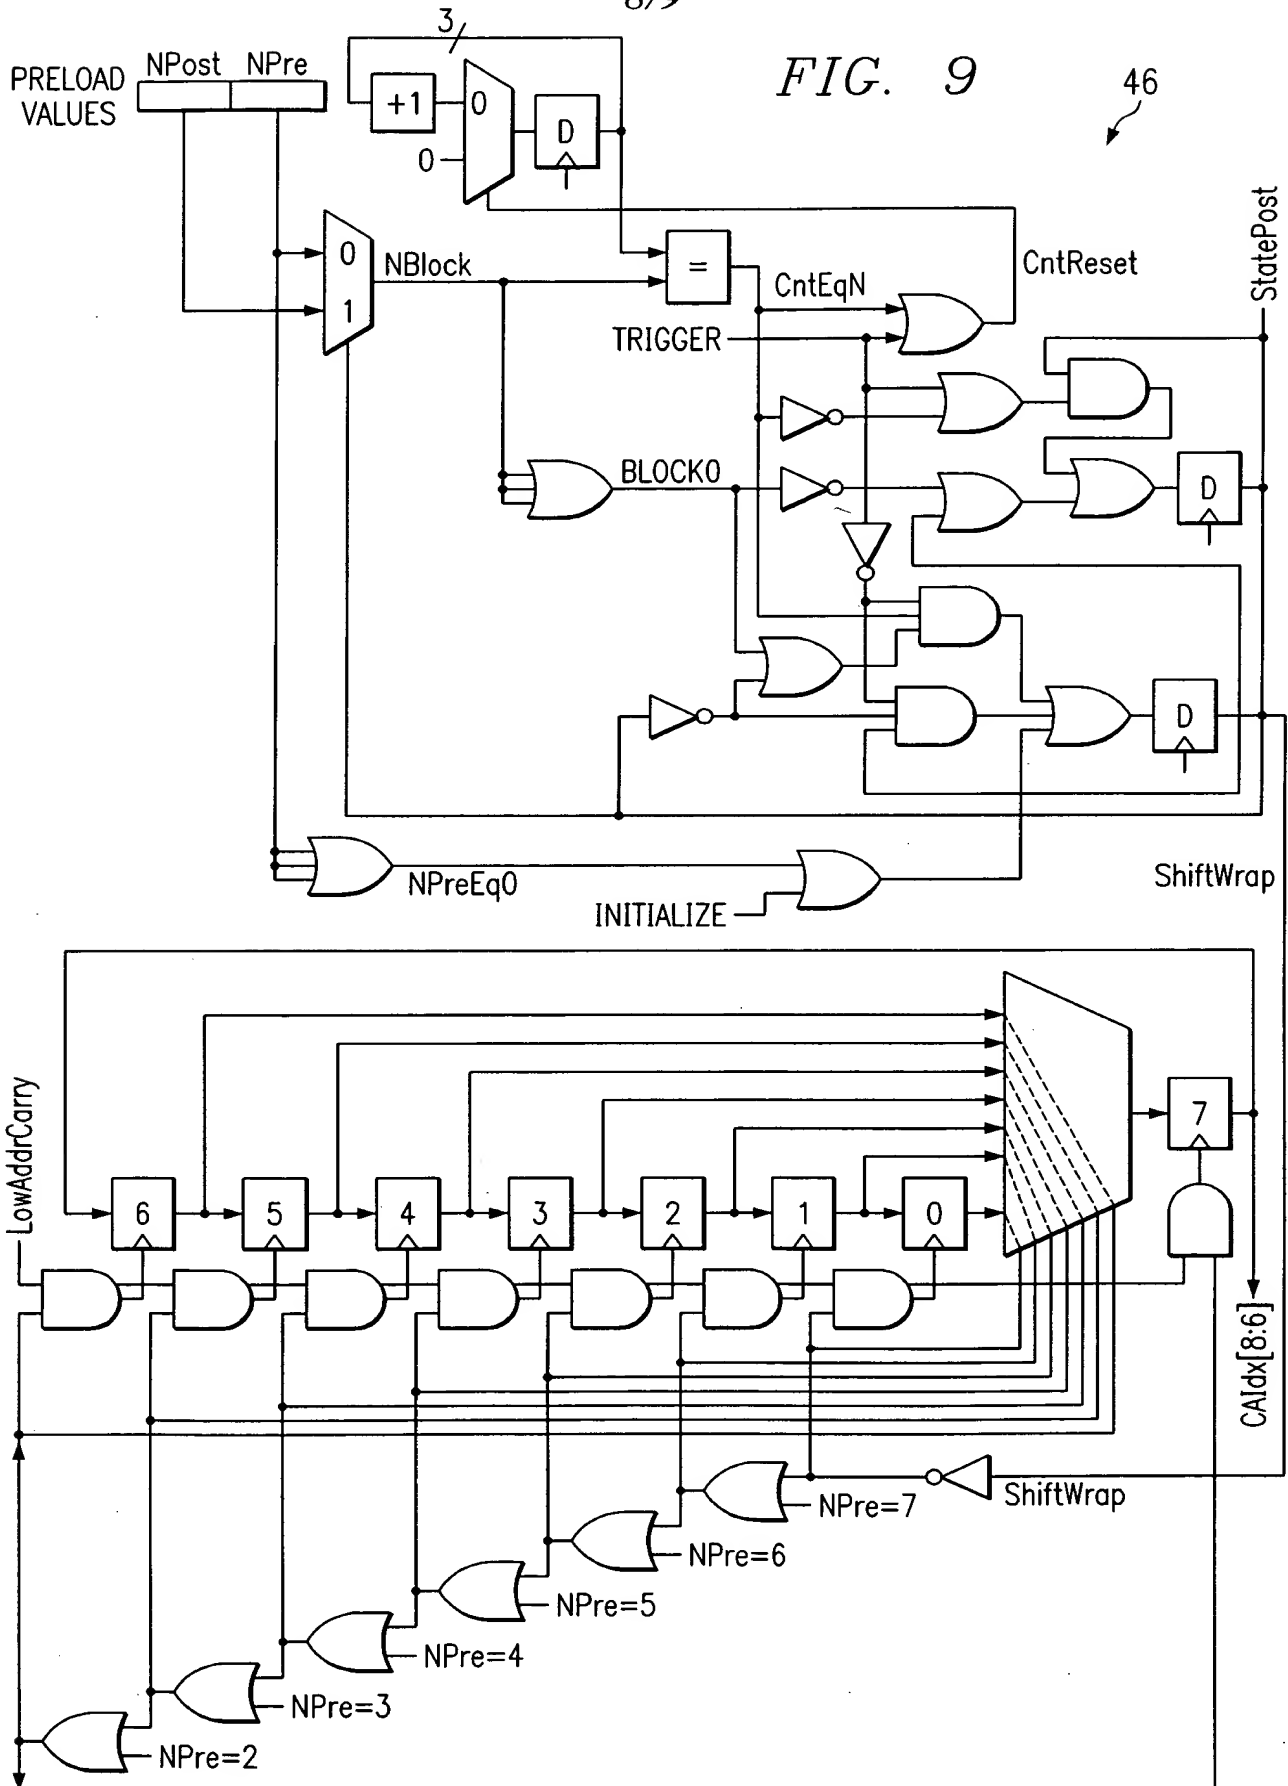 8/9
FIG. 9
46
3
NPost NPre
PRELOAD
VALUES
+1
0
0
D
0
1
NBlock
=
CntEqN
TRIGGER
CntReset
StatePost
BLOCK0
D
D
NPreEq0
INITIALIZE
ShiftWrap
LowAddrCarry
6
5
4
3
2
1
0
7
CAIdx[8:6]
ShiftWrap
NPre=7
NPre=6
NPre=5
NPre=4
NPre=3
NPre=2